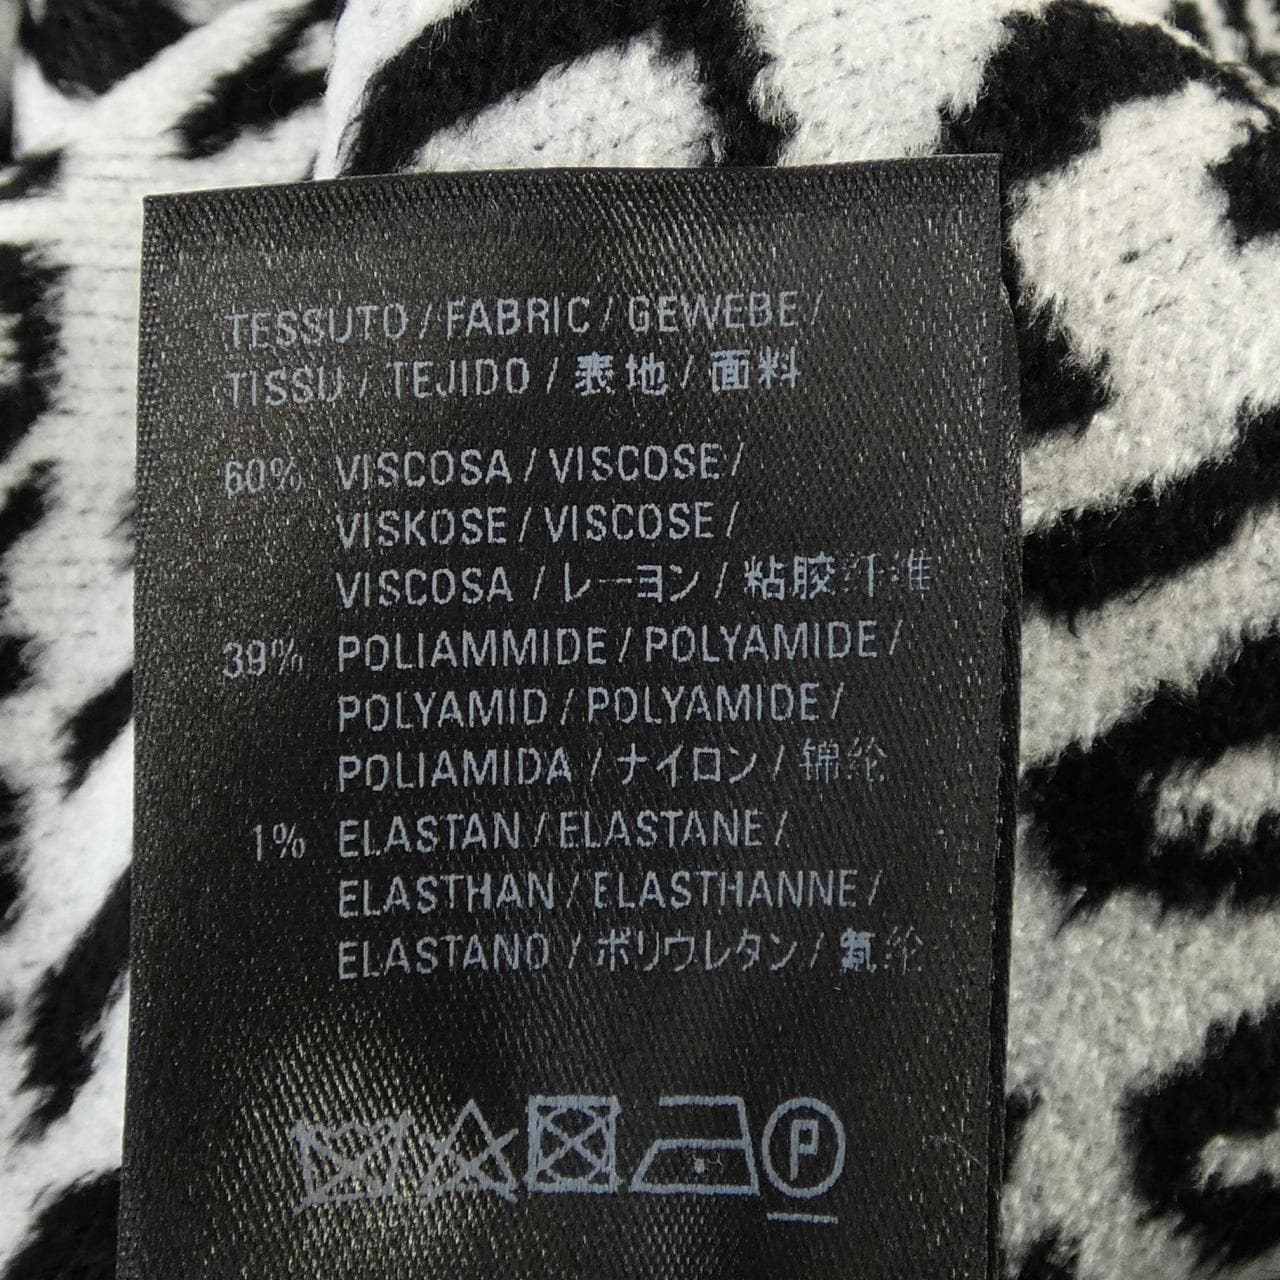 TESSUTO / FABRIC / GEWEBE /
TISSU / TEJIDO / 表地 / 面料
60% VISCOSA / VISCOSE /
VISKOSE / VISCOSE /
VISCOSA / レーヨン / 粘胶纤维
39% POLIAMMIDE / POLYAMIDE /
POLYAMID / POLYAMIDE /
POLIAMIDA / ナイロン / 锦纶
1% ELASTAN / ELASTANE /
ELASTHAN / ELASTHANNE /
ELASTANO / ポリウレタン / 氨纶
P